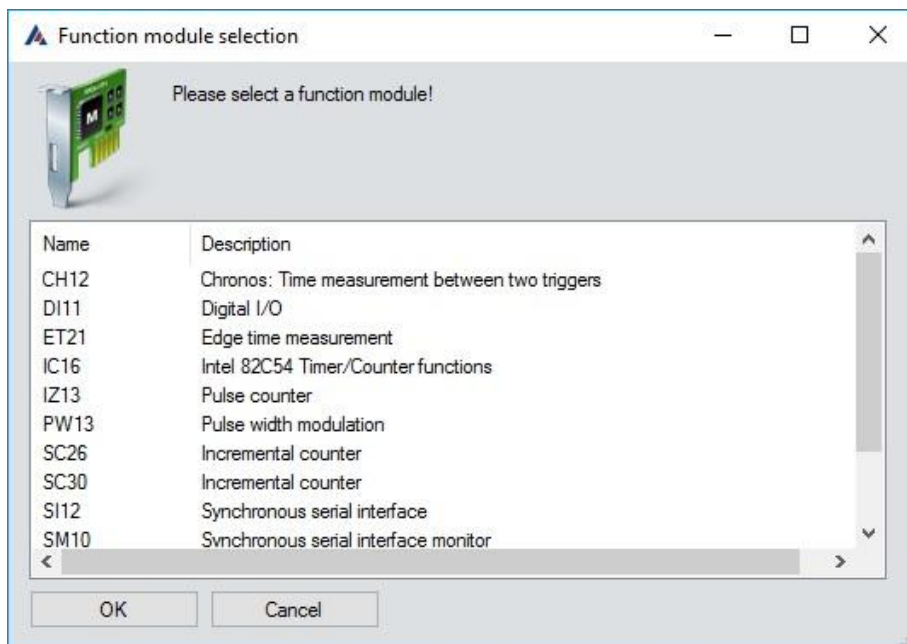 Function module selection
Please select a function module!
M
Name Description
CH12 Chronos: Time measurement between two triggers
DI11 Digital I/O
ET21 Edge time measurement
IC16 Intel 82C54 Timer/Counter functions
IZ13 Pulse counter
PW13 Pulse width modulation
SC26 Incremental counter
SC30 Incremental counter
SI12 Synchronous serial interface
SM10 Synchronous serial interface monitor
OK Cancel